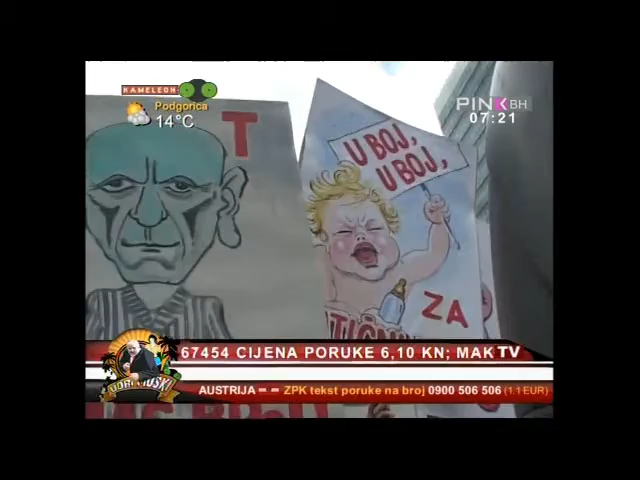 KAMELEON
Podgorica
14°C
PINK BH
07:21
T
U BOJ,
U BOJ,
ZA
67454 CIJENA PORUKE 6,10 KN; MAK TV
AUSTRIJA -- ZPK tekst poruke na broj 0900 506 506 (1.1 EUR)